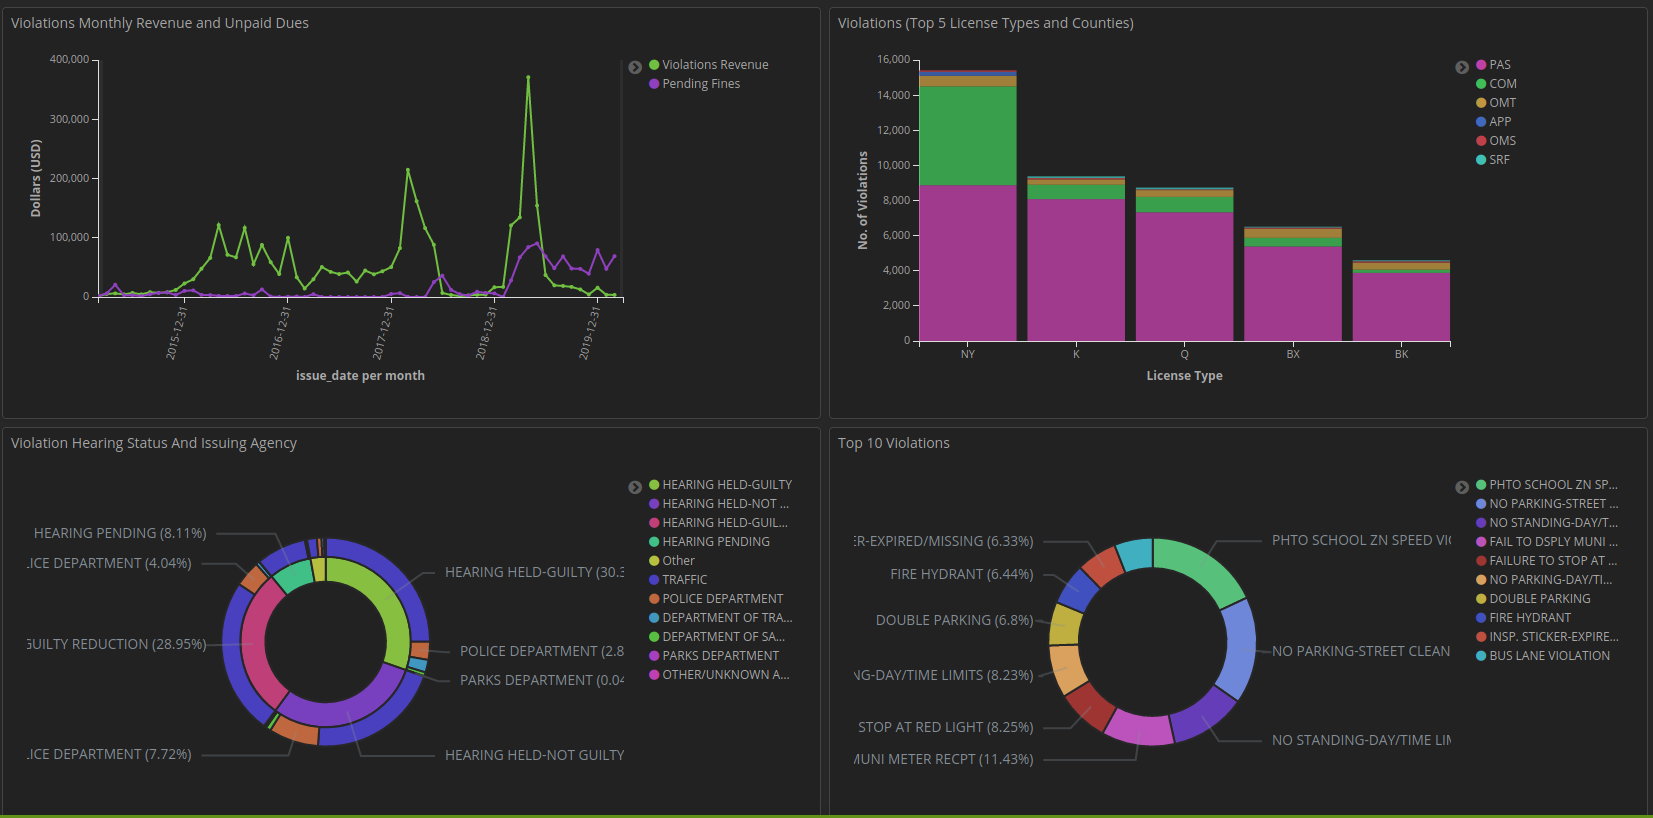 Violations Monthly Revenue and Unpaid Dues
400,000
300,000
200,000
100,000
0
Dollars (USD)
2015-12-31
2016-12-31
2017-12-31
2018-12-31
2019-12-31
issue_date per month
Violations Revenue
Pending Fines
Violations (Top 5 License Types and Counties)
16,000
14,000
12,000
10,000
8,000
6,000
4,000
2,000
0
No. of Violations
NY
K
Q
BX
BK
License Type
PAS
COM
OMT
APP
OMS
SRF
Violation Hearing Status And Issuing Agency
HEARING PENDING (8.11%)
ICE DEPARTMENT (4.04%)
GUILTY REDUCTION (28.95%)
ICE DEPARTMENT (7.72%)
HEARING HELD-GUILTY (30.3
POLICE DEPARTMENT (2.8
PARKS DEPARTMENT (0.04
HEARING HELD-NOT GUILTY
HEARING HELD-GUILTY
HEARING HELD-NOT ...
HEARING HELD-GUIL...
HEARING PENDING
Other
TRAFFIC
POLICE DEPARTMENT
DEPARTMENT OF TRA...
DEPARTMENT OF SA...
PARKS DEPARTMENT
OTHER/UNKNOWN A...
Top 10 Violations
ER-EXPIRED/MISSING (6.33%)
FIRE HYDRANT (6.44%)
DOUBLE PARKING (6.8%)
NG-DAY/TIME LIMITS (8.23%)
STOP AT RED LIGHT (8.25%)
MUNI METER RECPT (11.43%)
PHTO SCHOOL ZN SPEED VIO
NO PARKING-STREET CLEAN
NO STANDING-DAY/TIME LIM
PHTO SCHOOL ZN SP...
NO PARKING-STREET ...
NO STANDING-DAY/T...
FAIL TO DSPLY MUNI ...
FAILURE TO STOP AT ...
NO PARKING-DAY/TI...
DOUBLE PARKING
FIRE HYDRANT
INSP. STICKER-EXPIRE...
BUS LANE VIOLATION